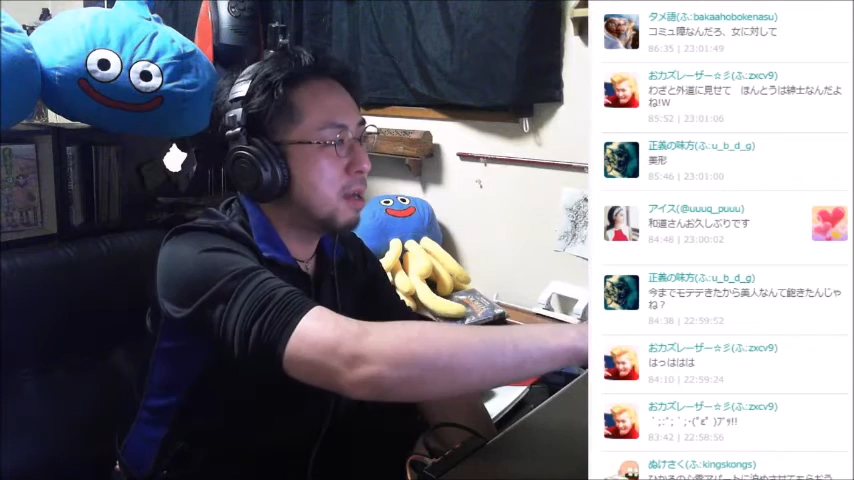 タメ語(ふ:bakaahobokenasu)
コミュ障なんだろ、女に対して
86:35 | 23:01:49
おカズレーザー☆彡(ふ:zxcv9)
わざと外道に見せて　ほんとうは紳士なんだよ
ね!W
85:52 | 23:01:06
正義の味方(ふ:u_b_d_g)
美形
85:46 | 23:01:00
アイス(@uuuq_puuu)
和道さんお久しぶりです
84:48 | 23:00:02
正義の味方(ふ:u_b_d_g)
今までモテテきたから美人なんて飽きたんじゃ
ね？
84:38 | 22:59:52
おカズレーザー☆彡(ふ:zxcv9)
はっははは
84:10 | 22:59:24
おカズレーザー☆彡(ふ:zxcv9)
｀;:゛;｀;･(ﾟεﾟ )ﾌﾞｯ!!
83:42 | 22:58:56
ぬけさく(ふ:kingskongs)